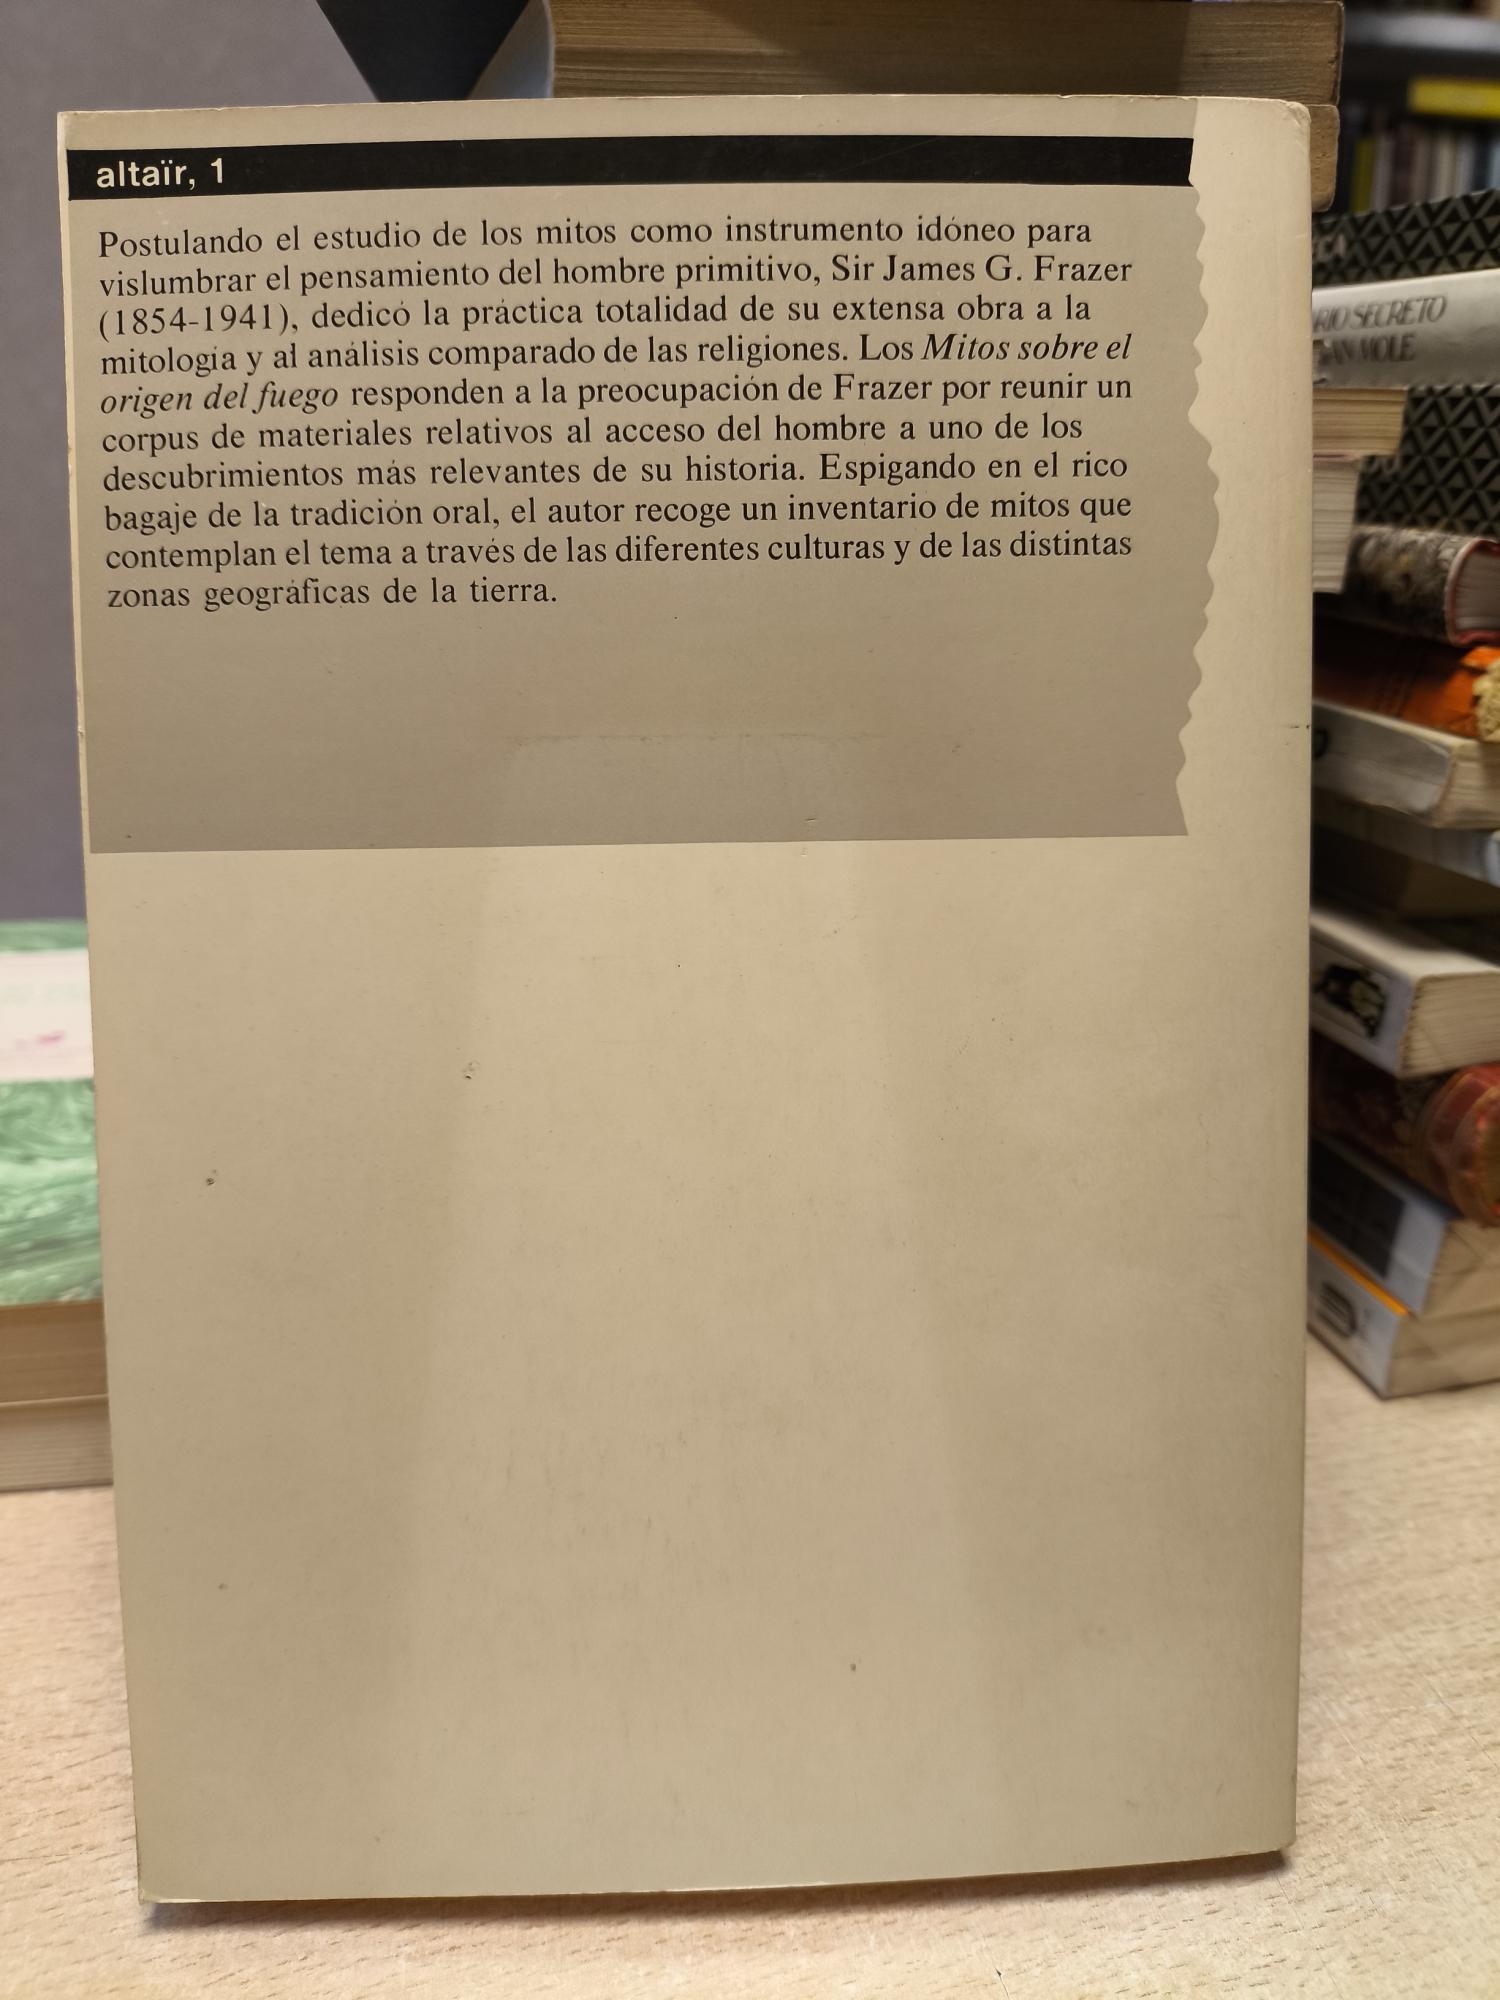 altaïr, 1
Postulando el estudio de los mitos como instrumento idóneo para
vislumbrar el pensamiento del hombre primitivo, Sir James G. Frazer
(1854-1941), dedicó la práctica totalidad de su extensa obra a la
mitología y al análisis comparado de las religiones. Los Mitos sobre el
origen del fuego responden a la preocupación de Frazer por reunir un
corpus de materiales relativos al acceso del hombre a uno de los
descubrimientos más relevantes de su historia. Espigando en el rico
bagaje de la tradición oral, el autor recoge un inventario de mitos que
contemplan el tema a través de las diferentes culturas y de las distintas
zonas geográficas de la tierra.
SECRETO
MOLE